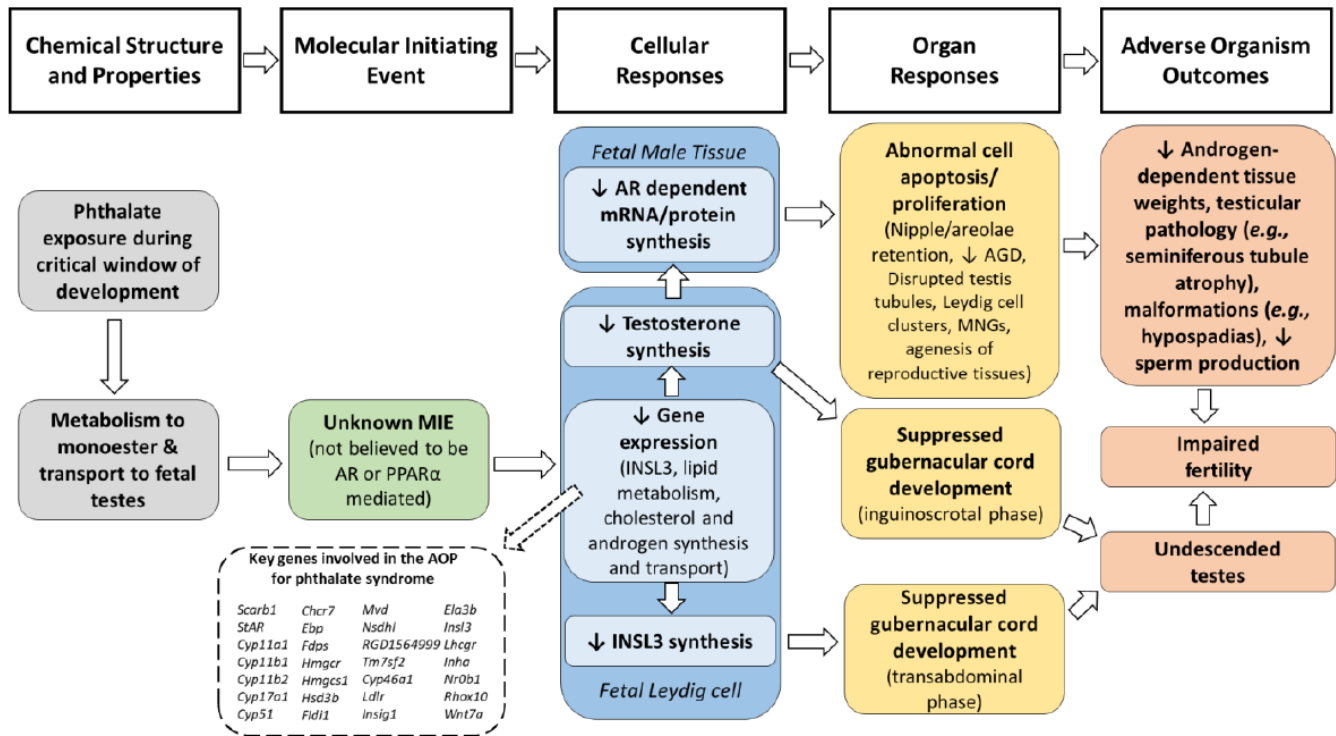 Chemical Structure
and Properties
Molecular Initiating
Event
Cellular
Responses
Organ
Responses
Adverse Organism
Outcomes
Phthalate
exposure during
critical window of
development
Metabolism to
monoester &
transport to fetal
testes
Unknown MIE
(not believed to be
AR or PPARα
mediated)
Key genes involved in the AOP
for phthalate syndrome
Scarb1 Chcr7 Mvd Ela3b
StAR Ebp Nsdhl Insl3
Cyp11a1 Fdps RGD1564999 Lhcgr
Cyp11b1 Hmgcr Tm7sf2 Inha
Cyp11b2 Hmgcs1 Cyp46a1 Nr0b1
Cyp17a1 Hsd3b Ldlr Rhox10
Cyp51 Fldi1 Insig1 Wnt7a
Fetal Male Tissue
↓ AR dependent
mRNA/protein
synthesis
↓ Testosterone
synthesis
↓ Gene
expression
(INSL3, lipid
metabolism,
cholesterol and
androgen synthesis
and transport)
↓ INSL3 synthesis
Fetal Leydig cell
Abnormal cell
apoptosis/
proliferation
(Nipple/areolae
retention, ↓ AGD,
Disrupted testis
tubules, Leydig cell
clusters, MNGs,
agenesis of
reproductive tissues)
Suppressed
gubernacular cord
development
(inguinoscrotal phase)
Suppressed
gubernacular cord
development
(transabdominal
phase)
↓ Androgen-
dependent tissue
weights, testicular
pathology (e.g.,
seminiferous tubule
atrophy),
malformations (e.g.,
hypospadias), ↓
sperm production
Impaired
fertility
Undescended
testes